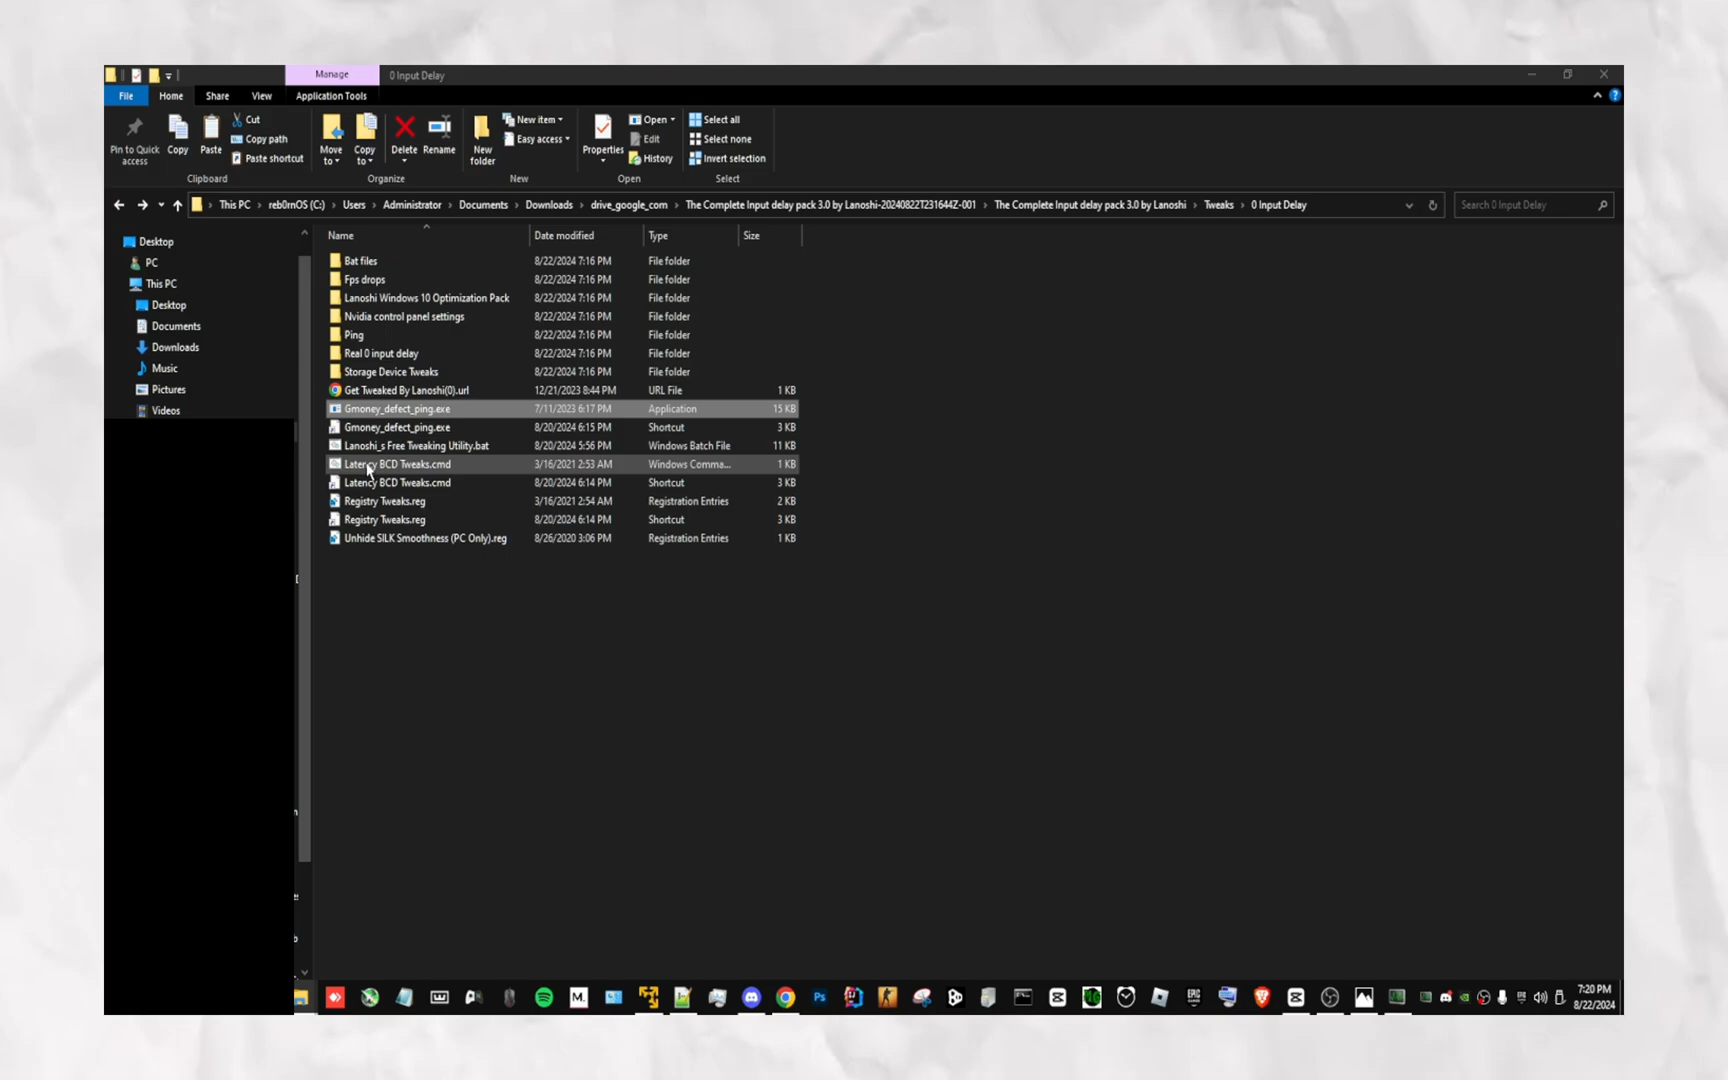 Manage
0 Input Delay
File
Home
Share
View
Application Tools
Pin to Quick access
Copy
Paste
Cut
Copy path
Paste shortcut
Clipboard
Move to
Copy to
Delete
Rename
Organize
New folder
New item
Easy access
New
Properties
Open
Edit
History
Open
Select all
Select none
Invert selection
Select
This PC › reb0rnOS (C:) › Users › Administrator › Documents › Downloads › drive_google_com › The Complete Input delay pack 3.0 by Lanoshi-20240822T231644Z-001 › The Complete Input delay pack 3.0 by Lanoshi › Tweaks › 0 Input Delay
Search 0 Input Delay
Desktop
PC
This PC
Desktop
Documents
Downloads
Music
Pictures
Videos
Name Date modified Type Size
Bat files 8/22/2024 7:16 PM File folder
Fps drops 8/22/2024 7:16 PM File folder
Lanoshi Windows 10 Optimization Pack 8/22/2024 7:16 PM File folder
Nvidia control panel settings 8/22/2024 7:16 PM File folder
Ping 8/22/2024 7:16 PM File folder
Real 0 input delay 8/22/2024 7:16 PM File folder
Storage Device Tweaks 8/22/2024 7:16 PM File folder
Get Tweaked By Lanoshi(0).url 12/21/2023 8:44 PM URL File 1 KB
Gmoney_defect_ping.exe 7/11/2023 6:17 PM Application 15 KB
Gmoney_defect_ping.exe 8/20/2024 6:15 PM Shortcut 3 KB
Lanoshi_s Free Tweaking Utility.bat 8/20/2024 5:56 PM Windows Batch File 11 KB
Latency BCD Tweaks.cmd 3/16/2021 2:53 AM Windows Comma... 1 KB
Latency BCD Tweaks.cmd 8/20/2024 6:14 PM Shortcut 3 KB
Registry Tweaks.reg 3/16/2021 2:54 AM Registration Entries 2 KB
Registry Tweaks.reg 8/20/2024 6:14 PM Shortcut 3 KB
Unhide SILK Smoothness (PC Only).reg 8/26/2020 3:06 PM Registration Entries 1 KB
M.
Ps
EPIC
7:20 PM
8/22/2024